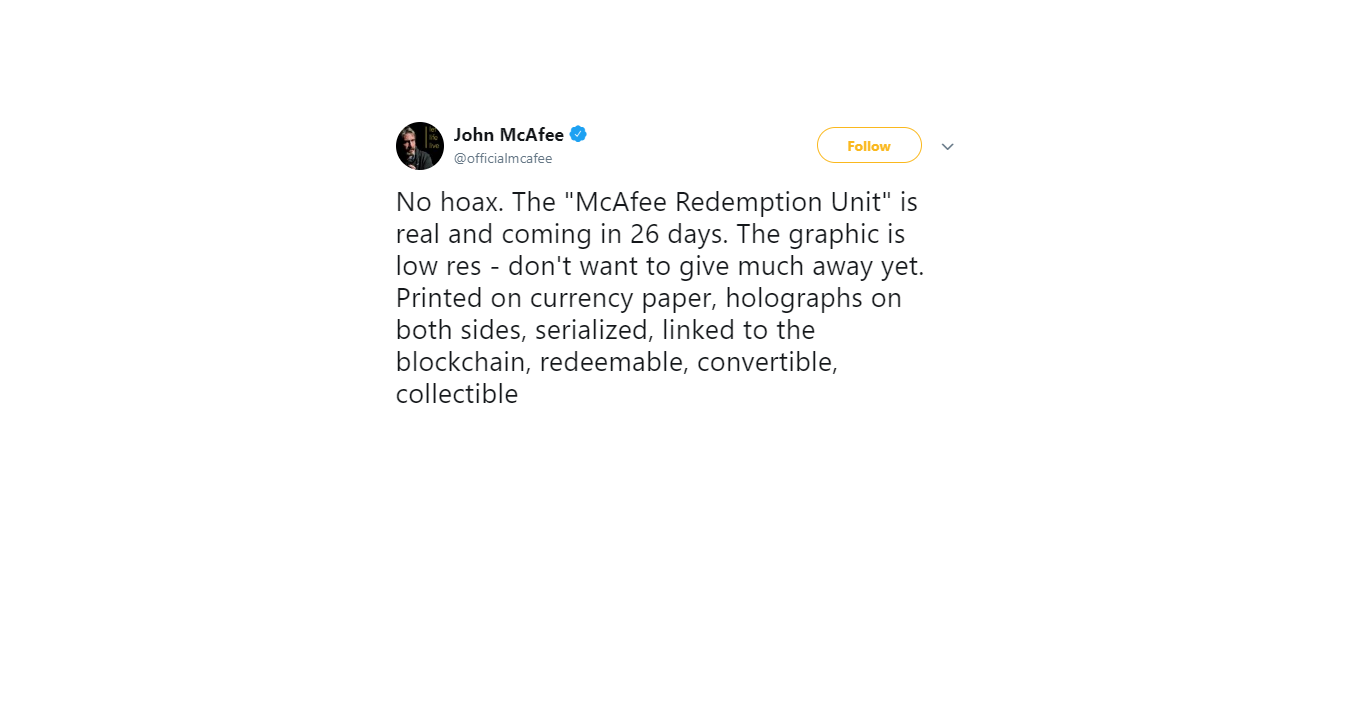 John McAfee
@officialmcafee
Follow
No hoax. The "McAfee Redemption Unit" is
real and coming in 26 days. The graphic is
low res - don't want to give much away yet.
Printed on currency paper, holographs on
both sides, serialized, linked to the
blockchain, redeemable, convertible,
collectible